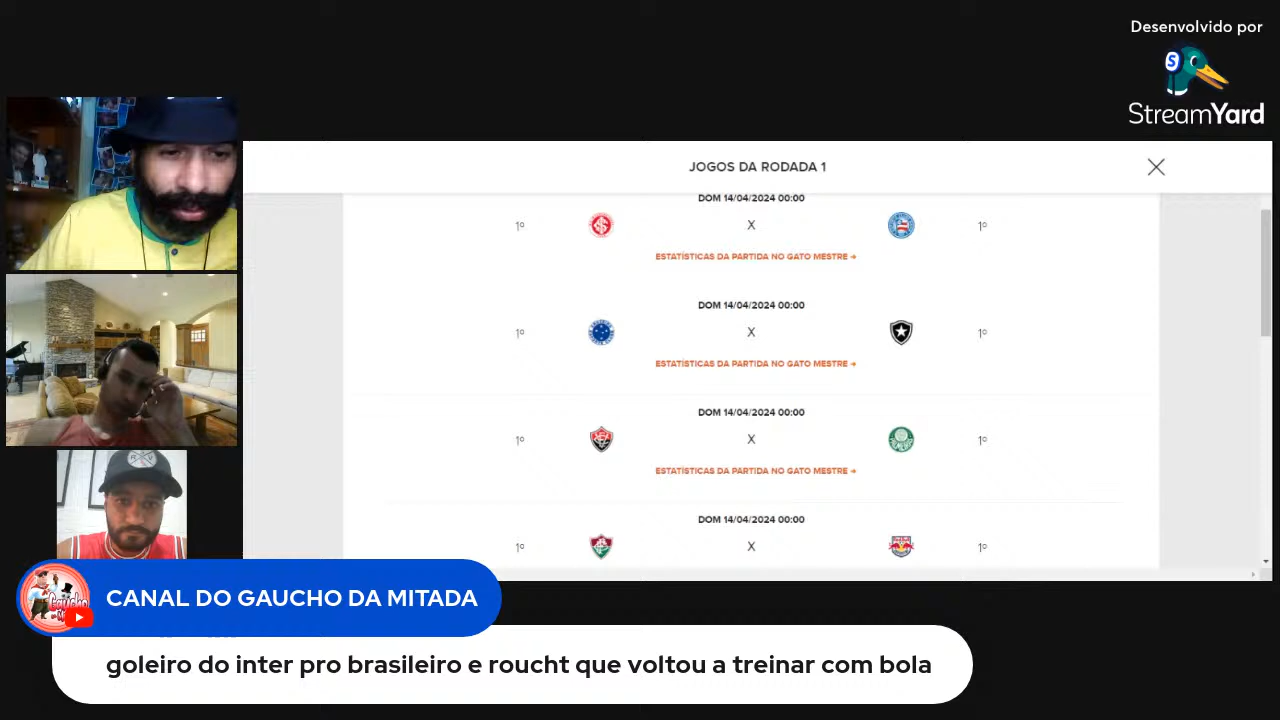 Desenvolvido por
StreamYard
JOGOS DA RODADA 1
DOM 14/04/2024 00:00
1º X 1º
ESTATÍSTICAS DA PARTIDA NO GATO MESTRE →
DOM 14/04/2024 00:00
1º X 1º
ESTATÍSTICAS DA PARTIDA NO GATO MESTRE →
DOM 14/04/2024 00:00
1º X 1º
ESTATÍSTICAS DA PARTIDA NO GATO MESTRE →
DOM 14/04/2024 00:00
1º X 1º
CANAL DO GAUCHO DA MITADA
goleiro do inter pro brasileiro e roucht que voltou a treinar com bola